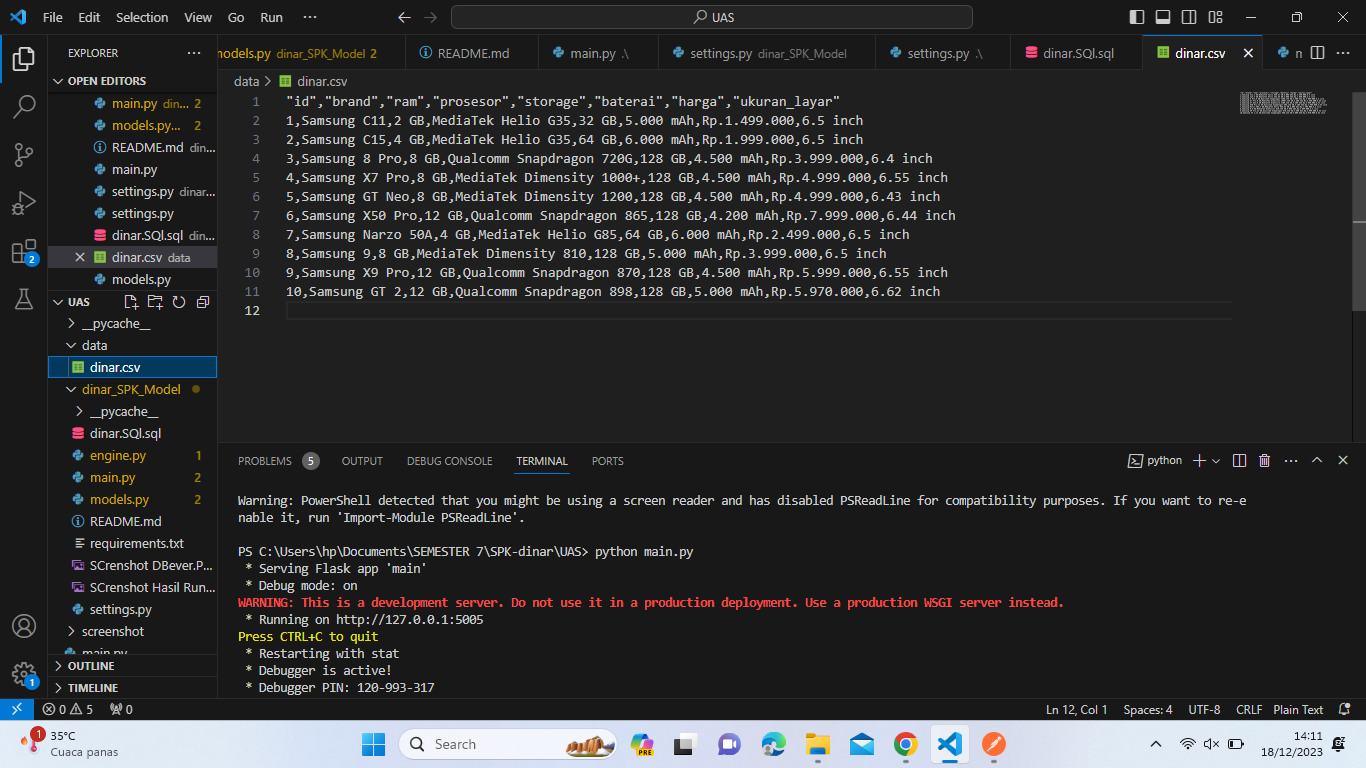 File Edit Selection View Go Run ··· UAS
EXPLORER ···
OPEN EDITORS
main.py din... 2
models.py... 2
README.md din...
main.py
settings.py dinar...
settings.py
dinar.SQl.sql din...
dinar.csv data
models.py
UAS
__pycache__
data
dinar.csv
dinar_SPK_Model
__pycache__
dinar.SQl.sql
engine.py 1
main.py 2
models.py 2
README.md
requirements.txt
SCrenshot DBever.P...
SCrenshot Hasil Run...
settings.py
screenshot
main.py
OUTLINE
TIMELINE
2
1
models.py dinar_SPK_Model 2 README.md main.py .\ settings.py dinar_SPK_Model settings.py .\ dinar.SQl.sql dinar.csv n ···
data > dinar.csv
1 "id","brand","ram","prosesor","storage","baterai","harga","ukuran_layar"
2 1,Samsung C11,2 GB,MediaTek Helio G35,32 GB,5.000 mAh,Rp.1.499.000,6.5 inch
3 2,Samsung C15,4 GB,MediaTek Helio G35,64 GB,6.000 mAh,Rp.1.999.000,6.5 inch
4 3,Samsung 8 Pro,8 GB,Qualcomm Snapdragon 720G,128 GB,4.500 mAh,Rp.3.999.000,6.4 inch
5 4,Samsung X7 Pro,8 GB,MediaTek Dimensity 1000+,128 GB,4.500 mAh,Rp.4.999.000,6.55 inch
6 5,Samsung GT Neo,8 GB,MediaTek Dimensity 1200,128 GB,4.500 mAh,Rp.4.999.000,6.43 inch
7 6,Samsung X50 Pro,12 GB,Qualcomm Snapdragon 865,128 GB,4.200 mAh,Rp.7.999.000,6.44 inch
8 7,Samsung Narzo 50A,4 GB,MediaTek Helio G85,64 GB,6.000 mAh,Rp.2.499.000,6.5 inch
9 8,Samsung 9,8 GB,MediaTek Dimensity 810,128 GB,5.000 mAh,Rp.3.999.000,6.5 inch
10 9,Samsung X9 Pro,12 GB,Qualcomm Snapdragon 870,128 GB,4.500 mAh,Rp.5.999.000,6.55 inch
11 10,Samsung GT 2,12 GB,Qualcomm Snapdragon 898,128 GB,5.000 mAh,Rp.5.970.000,6.62 inch
12
PROBLEMS 5 OUTPUT DEBUG CONSOLE TERMINAL PORTS python ···
Warning: PowerShell detected that you might be using a screen reader and has disabled PSReadLine for compatibility purposes. If you want to re-e
nable it, run 'Import-Module PSReadLine'.
PS C:\Users\hp\Documents\SEMESTER 7\SPK-dinar\UAS> python main.py
* Serving Flask app 'main'
* Debug mode: on
WARNING: This is a development server. Do not use it in a production deployment. Use a production WSGI server instead.
* Running on http://127.0.0.1:5005
Press CTRL+C to quit
* Restarting with stat
* Debugger is active!
* Debugger PIN: 120-993-317
0 5 0 Ln 12, Col 1 Spaces: 4 UTF-8 CRLF Plain Text
1
35°C
Cuaca panas
Search
PRE
14:11
18/12/2023